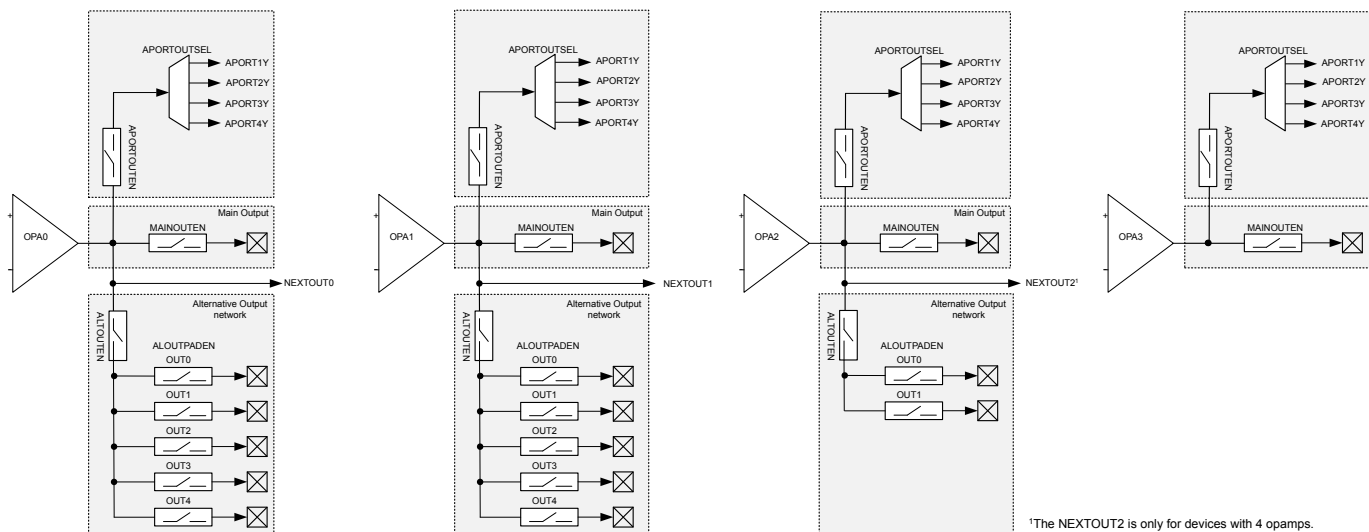 APORTOUTSEL
APORT1Y
APORT2Y
APORT3Y
APORT4Y
APORTOUTEN
Main Output
+
OPA0
-
MAINOUTEN
NEXTOUT0
Alternative Output
network
ALTOUTEN
ALOUTPADEN
OUT0
OUT1
OUT2
OUT3
OUT4
APORTOUTSEL
APORT1Y
APORT2Y
APORT3Y
APORT4Y
APORTOUTEN
Main Output
+
OPA1
-
MAINOUTEN
NEXTOUT1
Alternative Output
network
ALTOUTEN
ALOUTPADEN
OUT0
OUT1
OUT2
OUT3
OUT4
APORTOUTSEL
APORT1Y
APORT2Y
APORT3Y
APORT4Y
APORTOUTEN
Main Output
+
OPA2
-
MAINOUTEN
NEXTOUT2¹
Alternative Output
network
ALTOUTEN
ALOUTPADEN
OUT0
OUT1
APORTOUTSEL
APORT1Y
APORT2Y
APORT3Y
APORT4Y
APORTOUTEN
Main Output
+
OPA3
-
MAINOUTEN
¹The NEXTOUT2 is only for devices with 4 opamps.